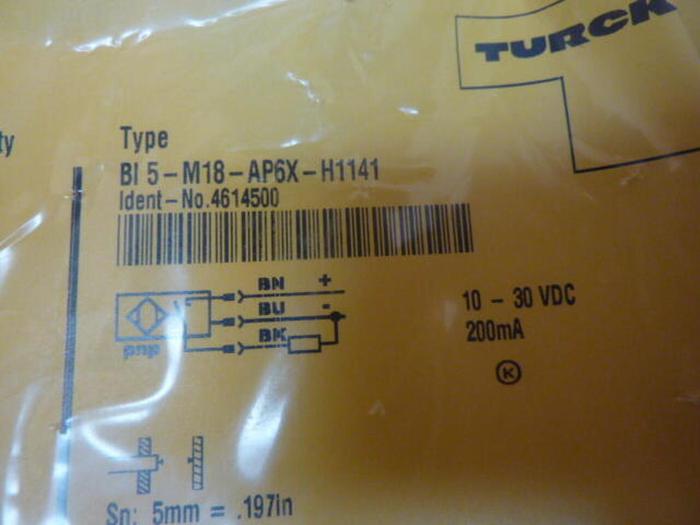 TURCK
ty
Type
BI 5-M18-AP6X-H1141
Ident-No.4614500
BN +
BU -
BK
pnp
10 - 30 VDC
200mA
K
Sn: 5mm = .197in